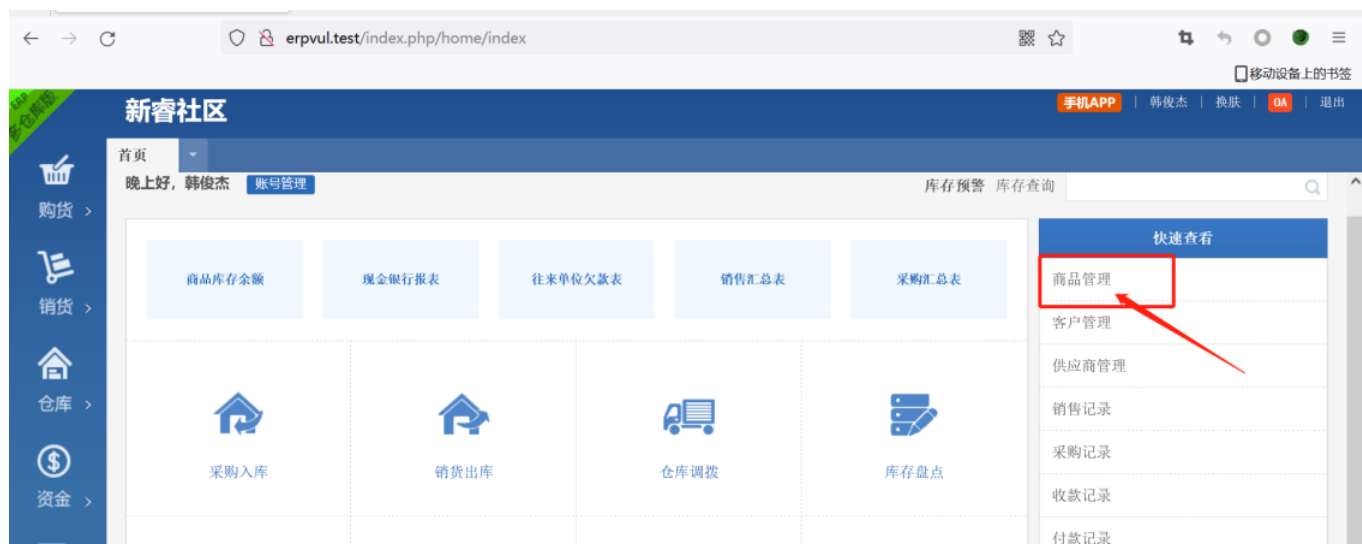 erpvul.test/index.php/home/index
移动设备上的书签
ERP
多仓库版
新睿社区
手机APP | 韩俊杰 | 换肤 | OA | 退出
首页
晚上好，韩俊杰 账号管理
库存预警 库存查询
购货 >
销货 >
仓库 >
资金 >
商品库存余额 现金银行报表 往来单位欠款表 销售汇总表 采购汇总表
采购入库 销货出库 仓库调拨 库存盘点
快速查看
商品管理
客户管理
供应商管理
销售记录
采购记录
收款记录
付款记录